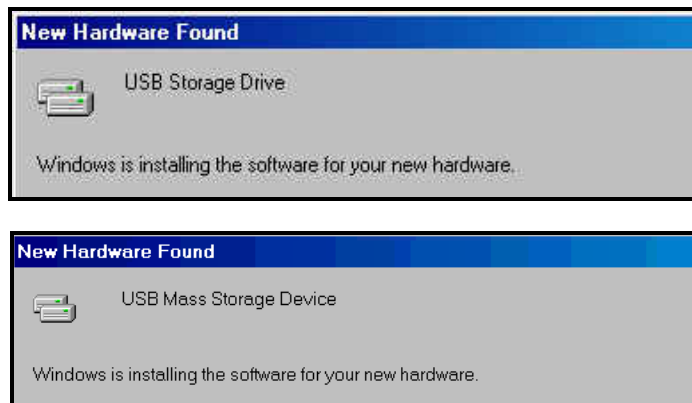 New Hardware Found
USB Storage Drive
Windows is installing the software for your new hardware.
New Hardware Found
USB Mass Storage Device
Windows is installing the software for your new hardware.